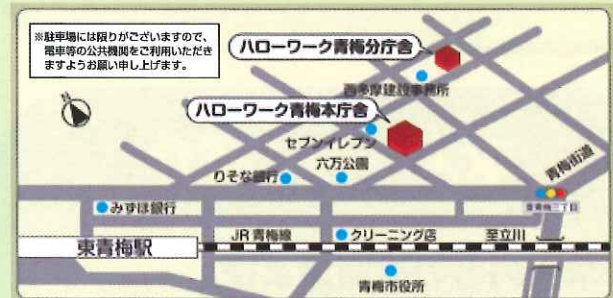 ※駐車場には限りがございますので、
電車等の公共機関をご利用いただき
ますようお願い申し上げます。
ハローワーク青梅分庁舎
西多摩建設事務所
N
ハローワーク青梅本庁舎
セブンイレブン
六万公園
りそな銀行
青梅街道
みずほ銀行
東青梅三丁目
東青梅駅
JR青梅線
クリーニング店
至立川
青梅市役所